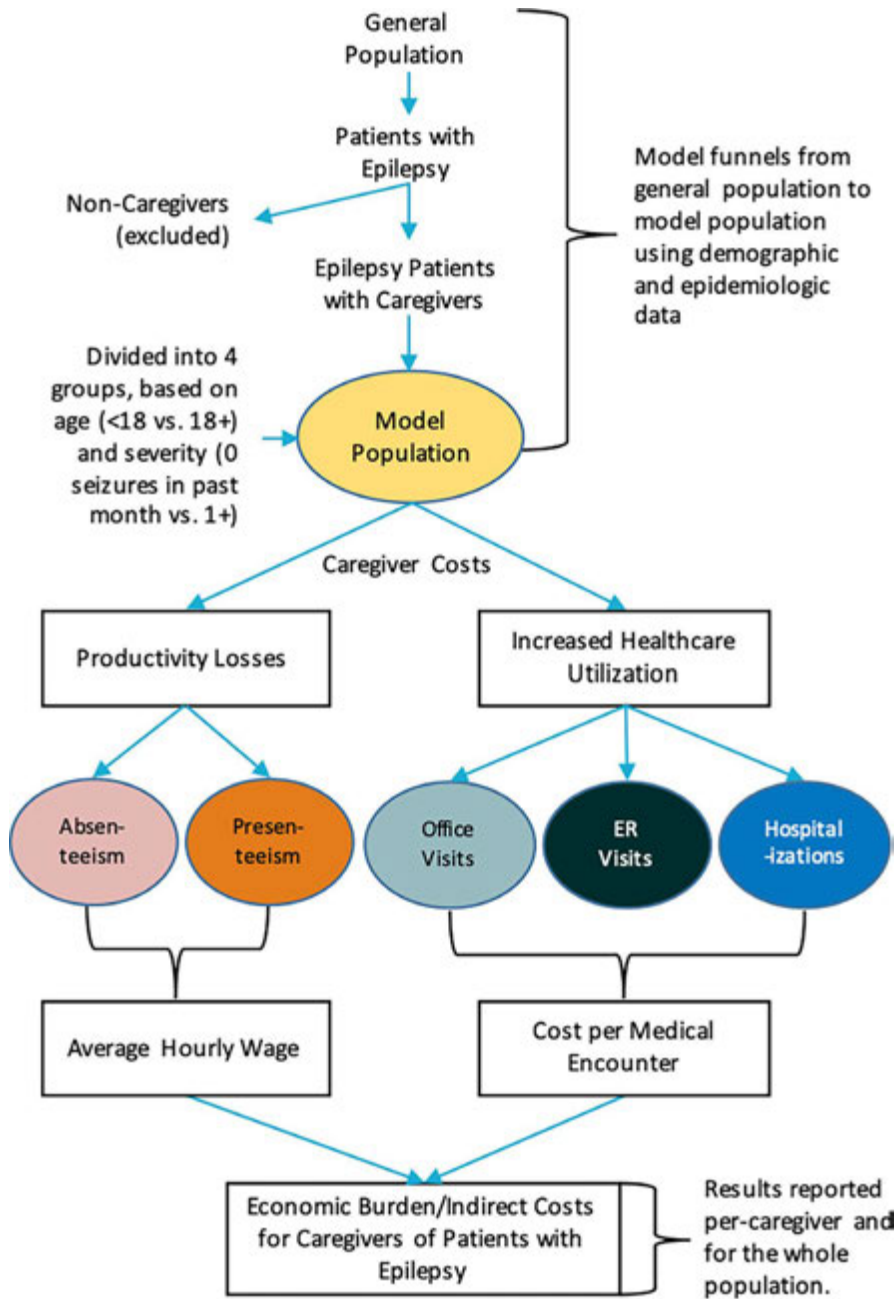 General
Population
Patients with
Epilepsy
Non-Caregivers
(excluded)
Epilepsy Patients
with Caregivers
Model funnels from
general population to
model population
using demographic
and epidemiologic
data
Divided into 4
groups, based on
age (<18 vs. 18+)
and severity (0
seizures in past
month vs. 1+)
Model
Population
Caregiver Costs
Productivity Losses
Increased Healthcare
Utilization
Absen-
teeism
Presen-
teeism
Office
Visits
ER
Visits
Hospital
-izations
Average Hourly Wage
Cost per Medical
Encounter
Economic Burden/Indirect Costs
for Caregivers of Patients with
Epilepsy
Results reported
per-caregiver and
for the whole
population.